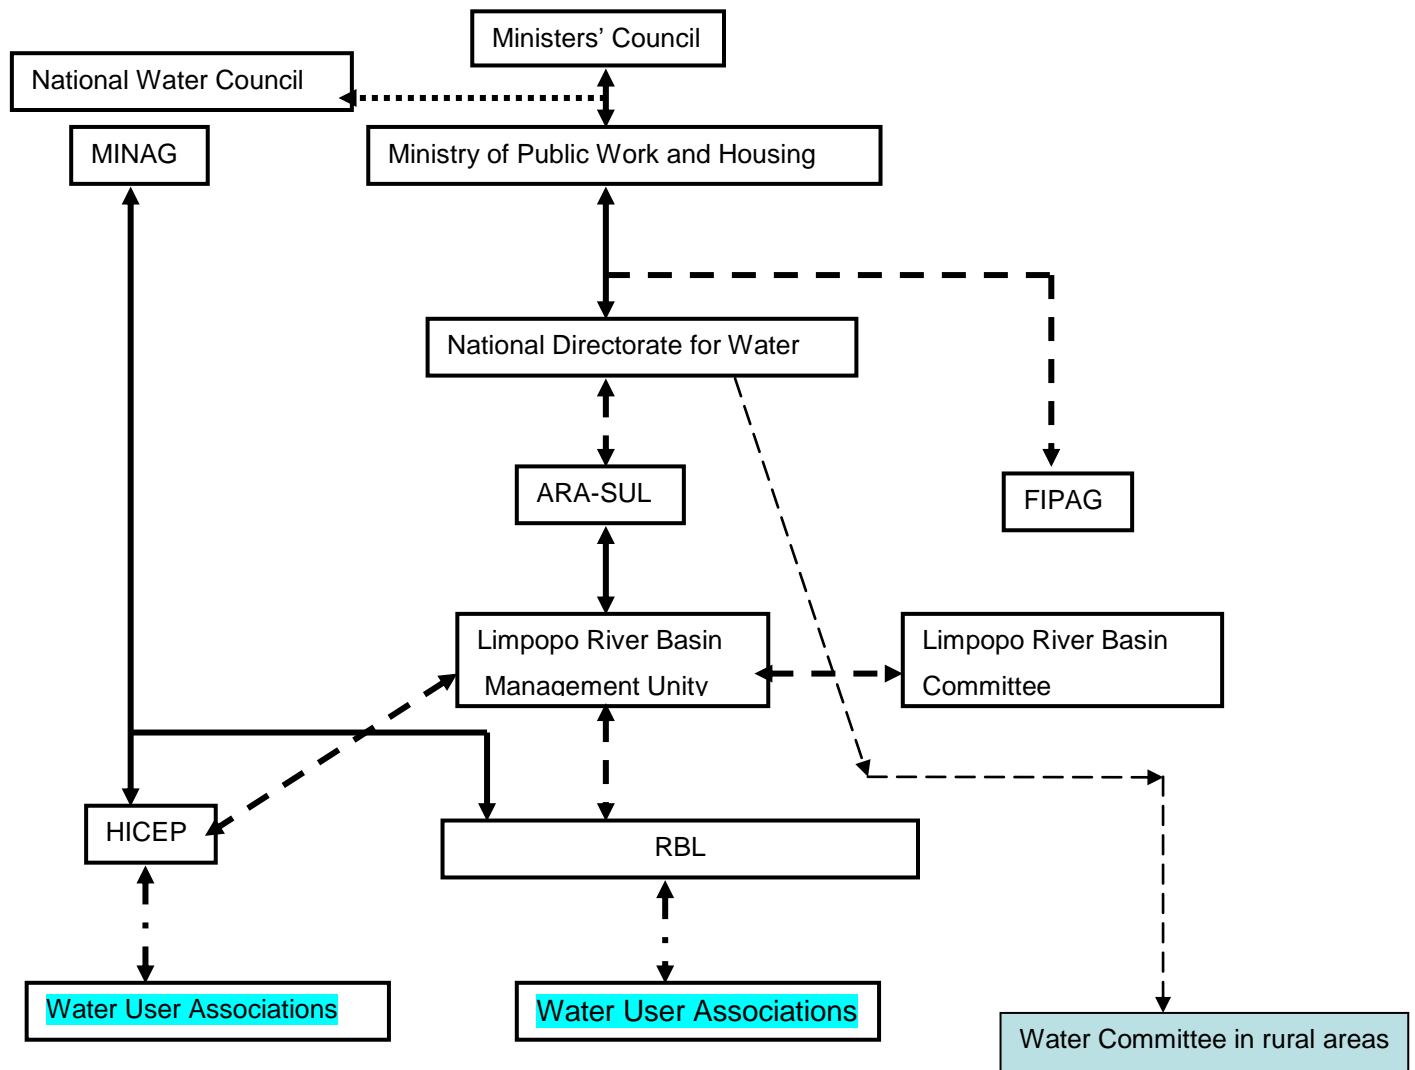 Ministers’ Council
National Water Council
MINAG
Ministry of Public Work and Housing
National Directorate for Water
ARA-SUL
FIPAG
Limpopo River Basin
Management Unity
Limpopo River Basin
Committee
HICEP
RBL
Water User Associations
Water User Associations
Water Committee in rural areas